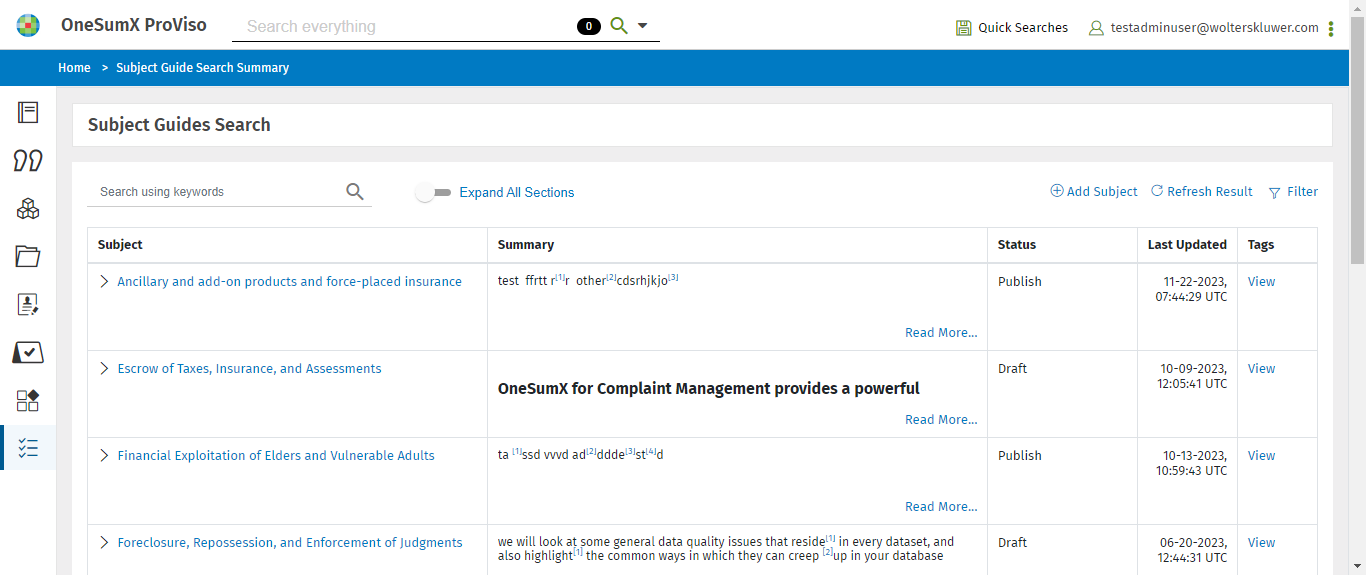 OneSumX ProViso
Search everything
0
Quick Searches
testadminuser@wolterskluwer.com
Home > Subject Guide Search Summary
Subject Guides Search
Search using keywords
Expand All Sections
Add Subject
Refresh Result
Filter
Subject Summary Status Last Updated Tags
Ancillary and add-on products and force-placed insurance
test ffrtt r[1]r other[2]cdsrhjkjo[3]
Read More...
Publish
11-22-2023,
07:44:29 UTC
View
Escrow of Taxes, Insurance, and Assessments
OneSumX for Complaint Management provides a powerful
Read More...
Draft
10-09-2023,
12:05:41 UTC
View
Financial Exploitation of Elders and Vulnerable Adults
ta [1]ssd vvvd ad[2]ddde[3]st[4]d
Read More...
Publish
10-13-2023,
10:59:43 UTC
View
Foreclosure, Repossession, and Enforcement of Judgments
we will look at some general data quality issues that reside[1] in every dataset, and
also highlight[1] the common ways in which they can creep [2]up in your database
Draft
06-20-2023,
12:44:31 UTC
View